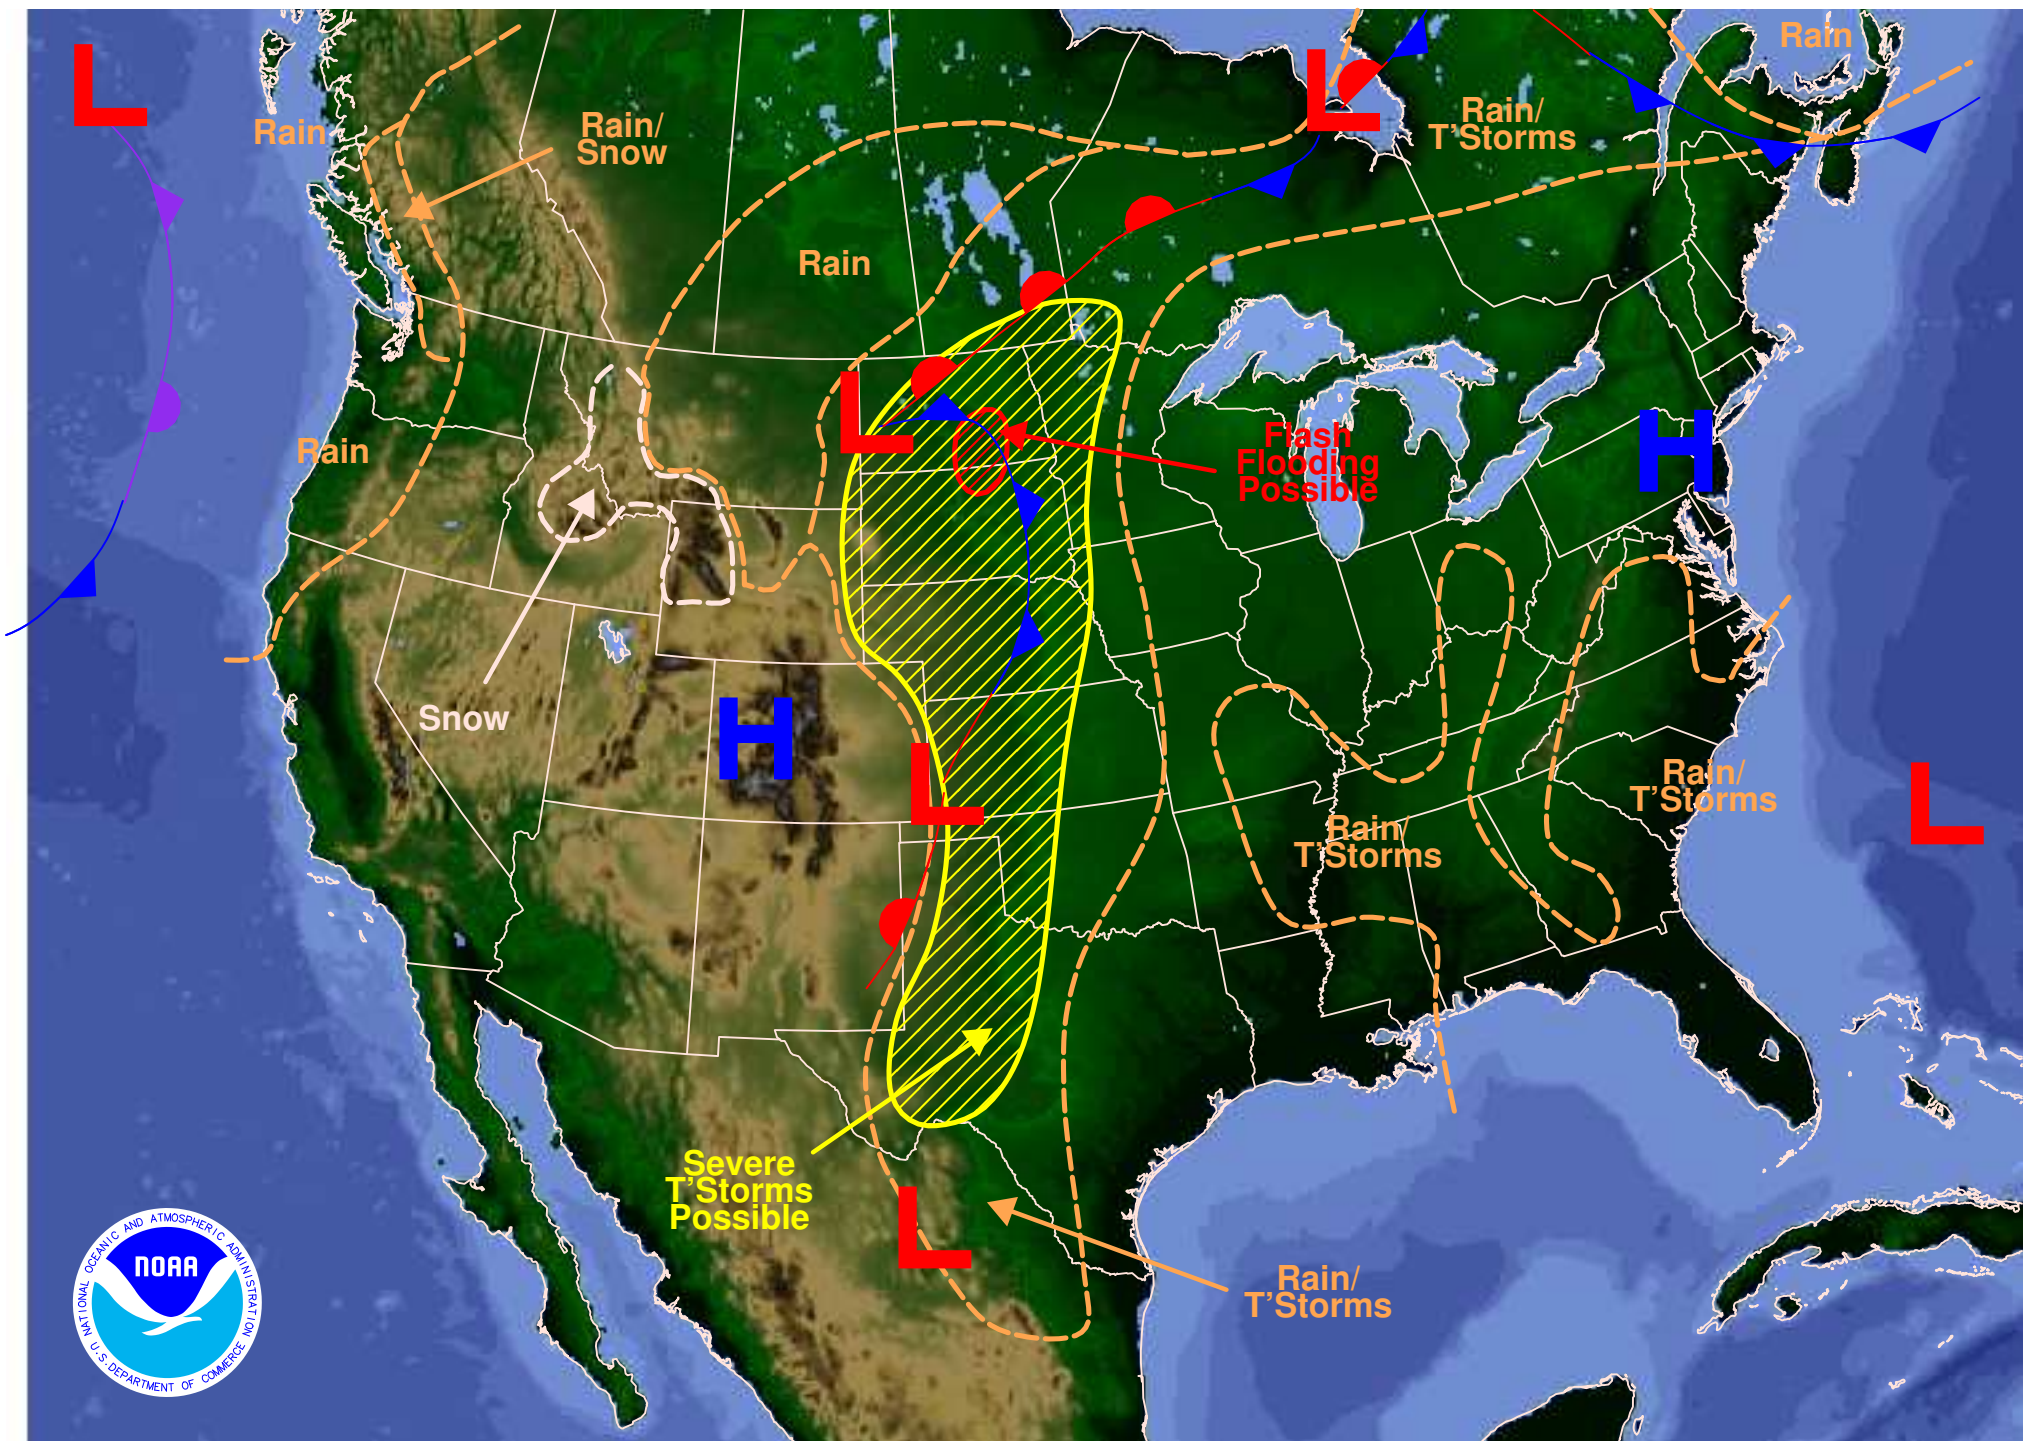 L
L
Rain
Rain
Rain/
Snow
Rain/
T'Storms
Rain
L
Rain
H
Flash
Flooding
Possible
Snow
H
L
Rain/
T'Storms
L
Rain/
T'Storms
Severe
T'Storms
Possible
L
Rain/
T'Storms
NATIONAL OCEANIC AND ATMOSPHERIC ADMINISTRATION
NOAA
U.S. DEPARTMENT OF COMMERCE